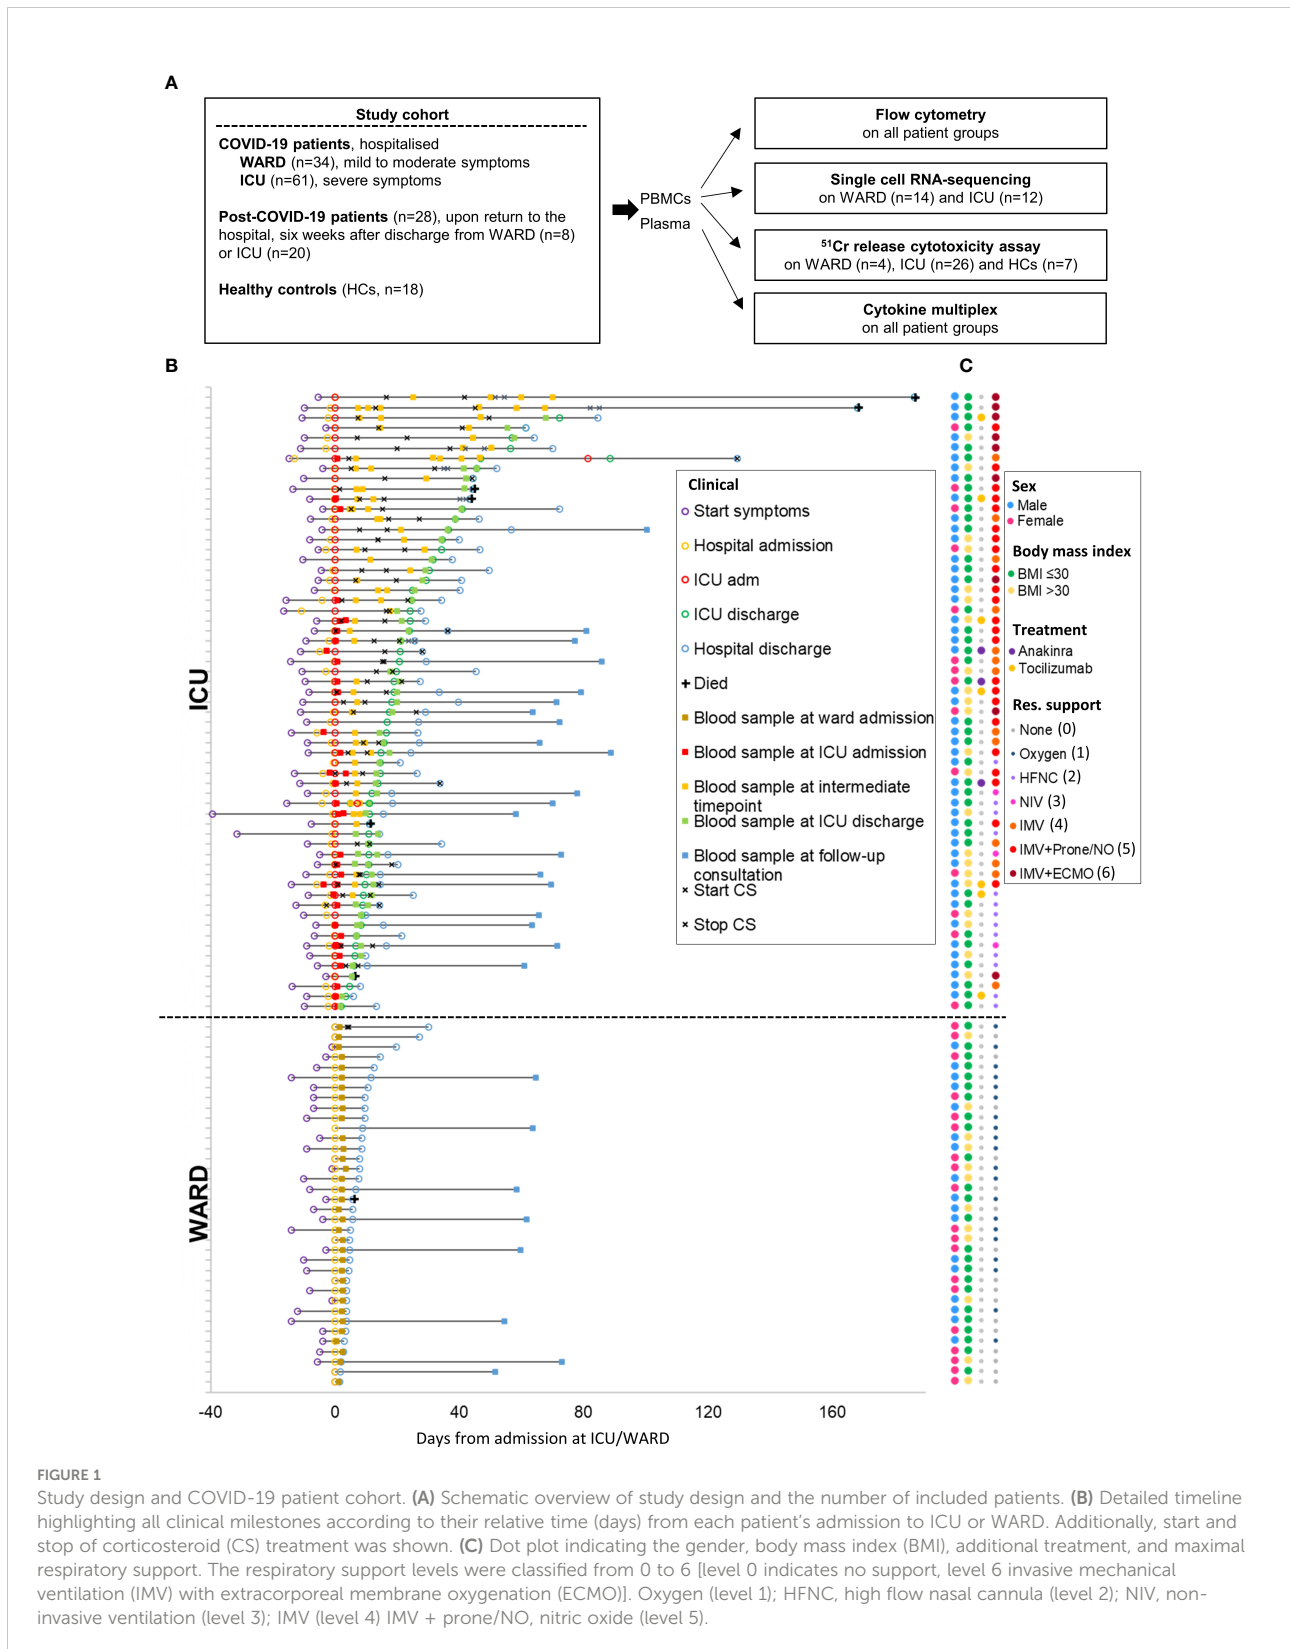 A
Study cohort
COVID-19 patients, hospitalised
WARD (n=34), mild to moderate symptoms
ICU (n=61), severe symptoms
Post-COVID-19 patients (n=28), upon return to the
hospital, six weeks after discharge from WARD (n=8)
or ICU (n=20)
Healthy controls (HCs, n=18)
PBMCs
Plasma
Flow cytometry
on all patient groups
Single cell RNA-sequencing
on WARD (n=14) and ICU (n=12)
51Cr release cytotoxicity assay
on WARD (n=4), ICU (n=26) and HCs (n=7)
Cytokine multiplex
on all patient groups
B
ICU
WARD
Clinical
Start symptoms
Hospital admission
ICU adm
ICU discharge
Hospital discharge
Died
Blood sample at ward admission
Blood sample at ICU admission
Blood sample at intermediate
timepoint
Blood sample at ICU discharge
Blood sample at follow-up
consultation
Start CS
Stop CS
-40 0 40 80 120 160
Days from admission at ICU/WARD
C
Sex
Male
Female
Body mass index
BMI ≤30
BMI >30
Treatment
Anakinra
Tocilizumab
Res. support
None (0)
Oxygen (1)
HFNC (2)
NIV (3)
IMV (4)
IMV+Prone/NO (5)
IMV+ECMO (6)
FIGURE 1
Study design and COVID-19 patient cohort. (A) Schematic overview of study design and the number of included patients. (B) Detailed timeline
highlighting all clinical milestones according to their relative time (days) from each patient's admission to ICU or WARD. Additionally, start and
stop of corticosteroid (CS) treatment was shown. (C) Dot plot indicating the gender, body mass index (BMI), additional treatment, and maximal
respiratory support. The respiratory support levels were classified from 0 to 6 [level 0 indicates no support, level 6 invasive mechanical
ventilation (IMV) with extracorporeal membrane oxygenation (ECMO)]. Oxygen (level 1); HFNC, high flow nasal cannula (level 2); NIV, non-
invasive ventilation (level 3); IMV (level 4) IMV + prone/NO, nitric oxide (level 5).